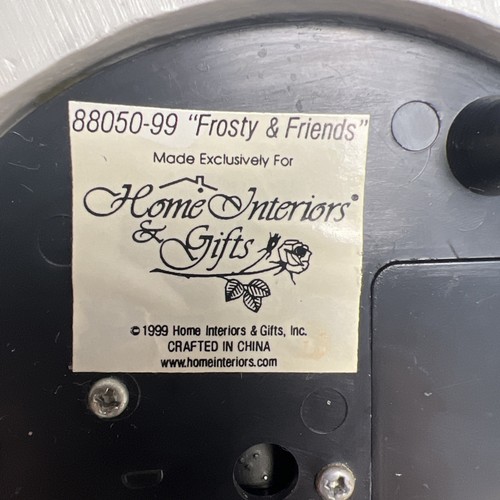 88050-99 "Frosty & Friends"
Made Exclusively For
Home Interiors®
& Gifts
©1999 Home Interiors & Gifts, Inc.
CRAFTED IN CHINA
www.homeinteriors.com